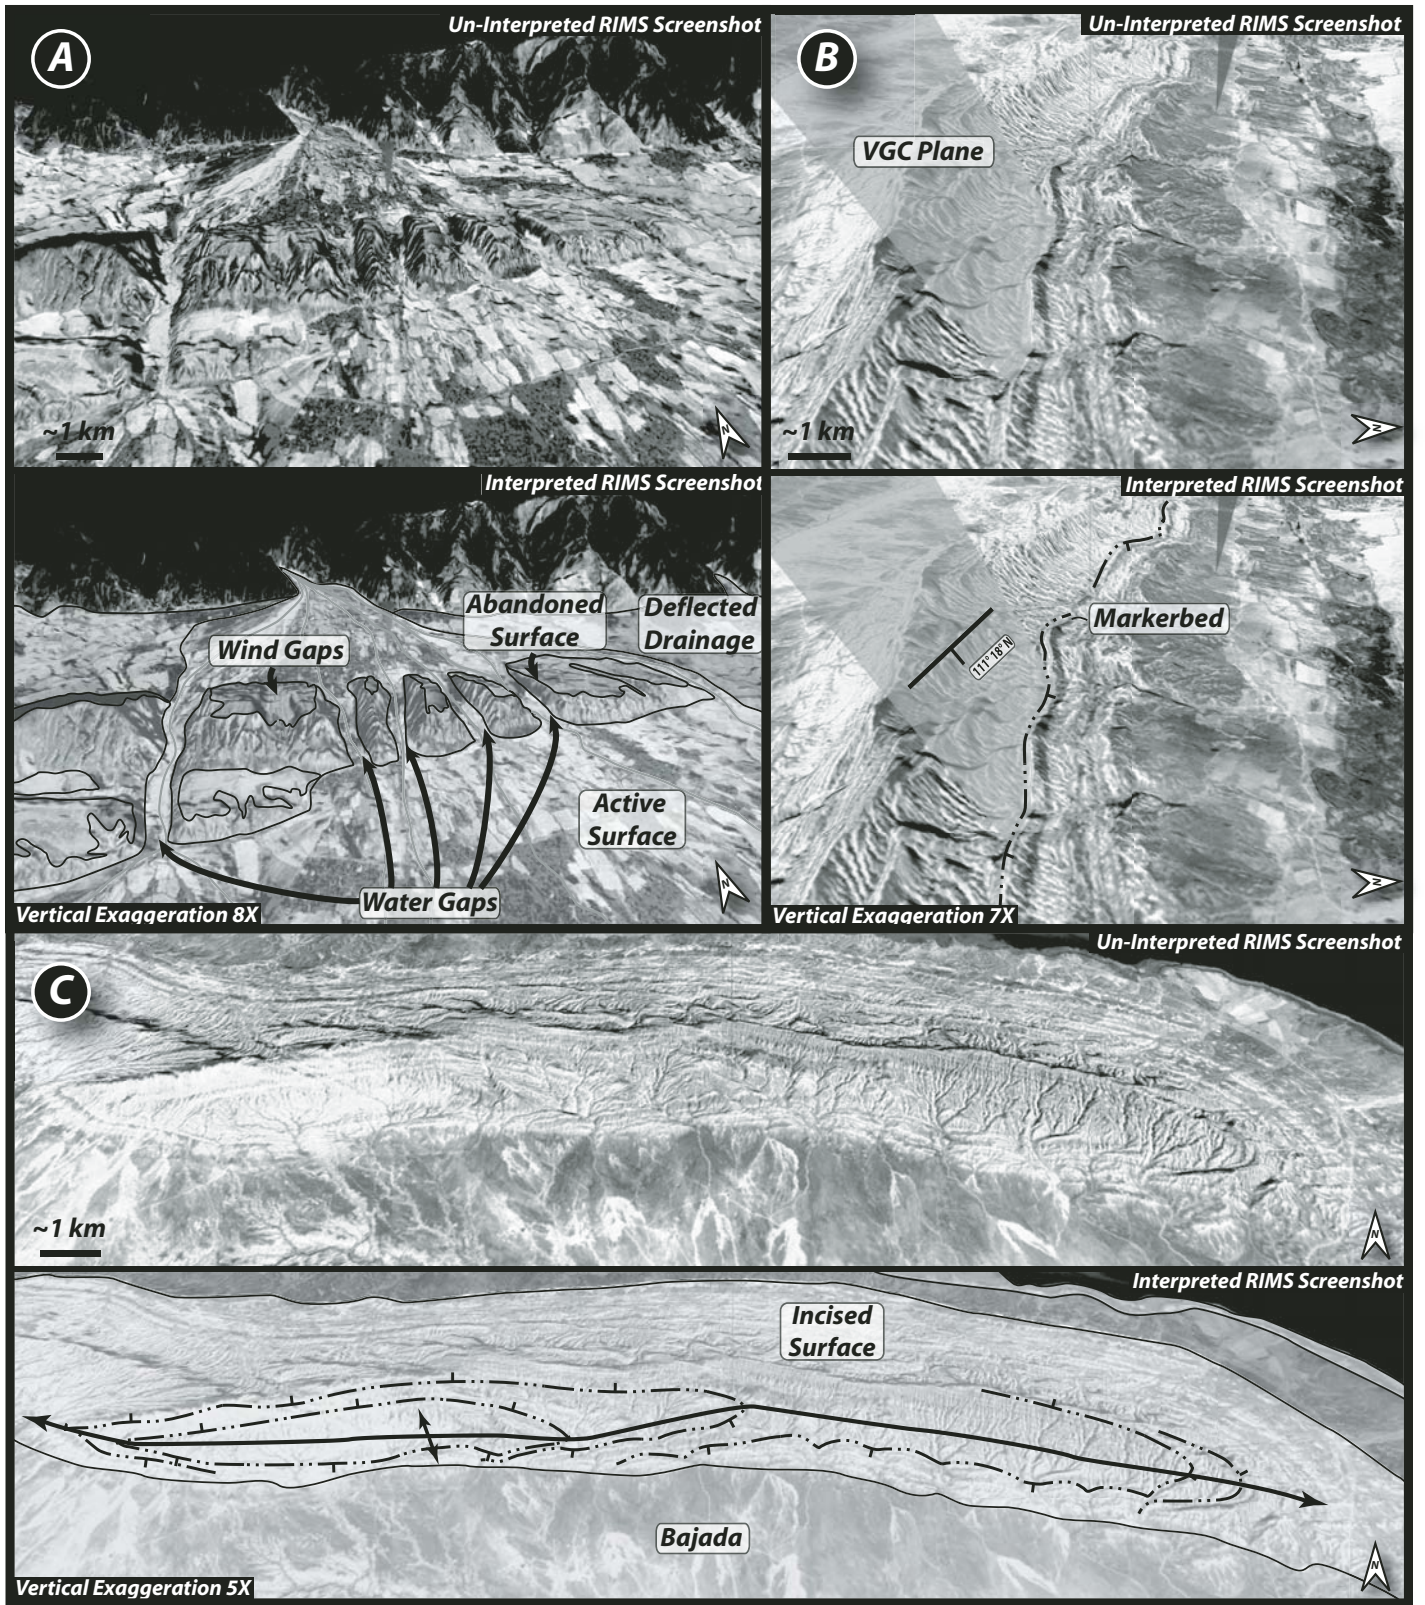 Un-Interpreted RIMS Screenshot
A
~1 km
N
Un-Interpreted RIMS Screenshot
B
VGC Plane
~1 km
N
Interpreted RIMS Screenshot
Abandoned
Surface
Deflected
Drainage
Wind Gaps
Active
Surface
Water Gaps
N
Vertical Exaggeration 8X
Interpreted RIMS Screenshot
Markerbed
111° 18° N
N
Vertical Exaggeration 7X
Un-Interpreted RIMS Screenshot
C
~1 km
N
Interpreted RIMS Screenshot
Incised
Surface
Bajada
N
Vertical Exaggeration 5X